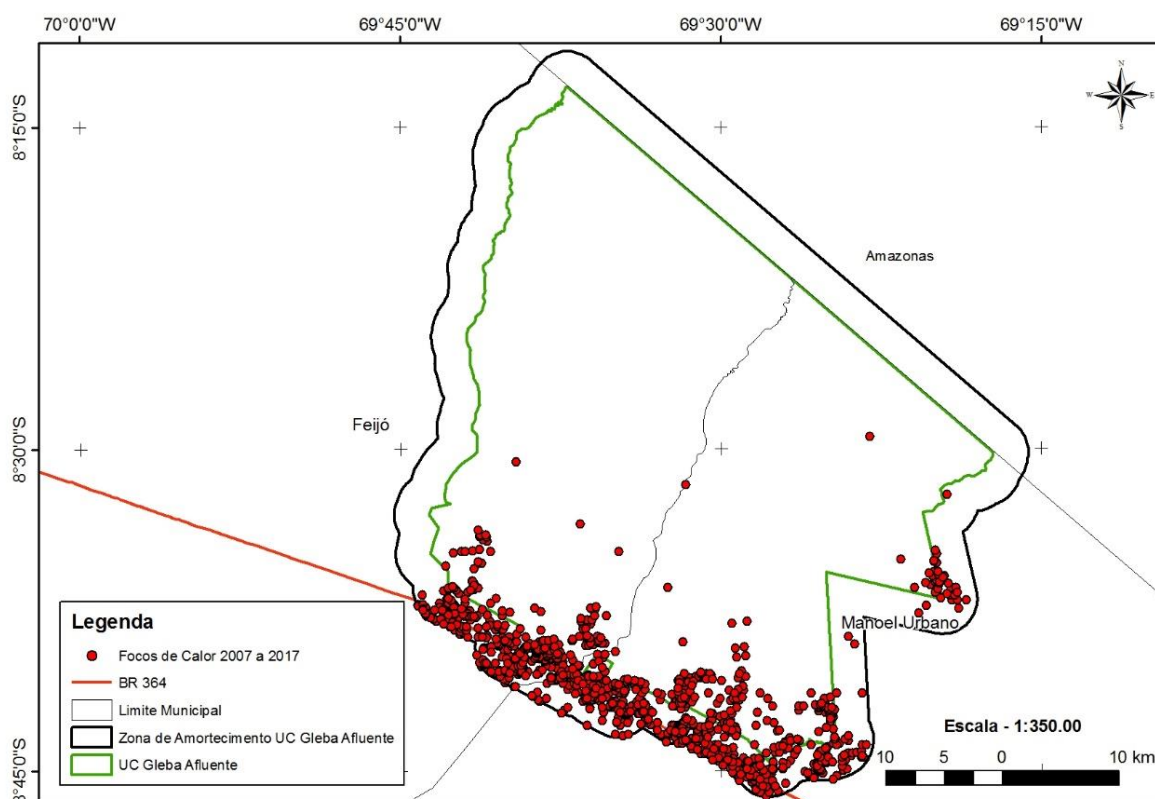 70°0'0"W 69°45'0"W 69°30'0"W 69°15'0"W
N
W E
S
8°15'0"S
Amazonas
Feijó
8°30'0"S
Manoel Urbano
Legenda
Focos de Calor 2007 a 2017
BR 364
Limite Municipal
Zona de Amortecimento UC Gleba Afluente
UC Gleba Afluente
Escala - 1:350.00
10 5 0 10 km
8°45'0"S